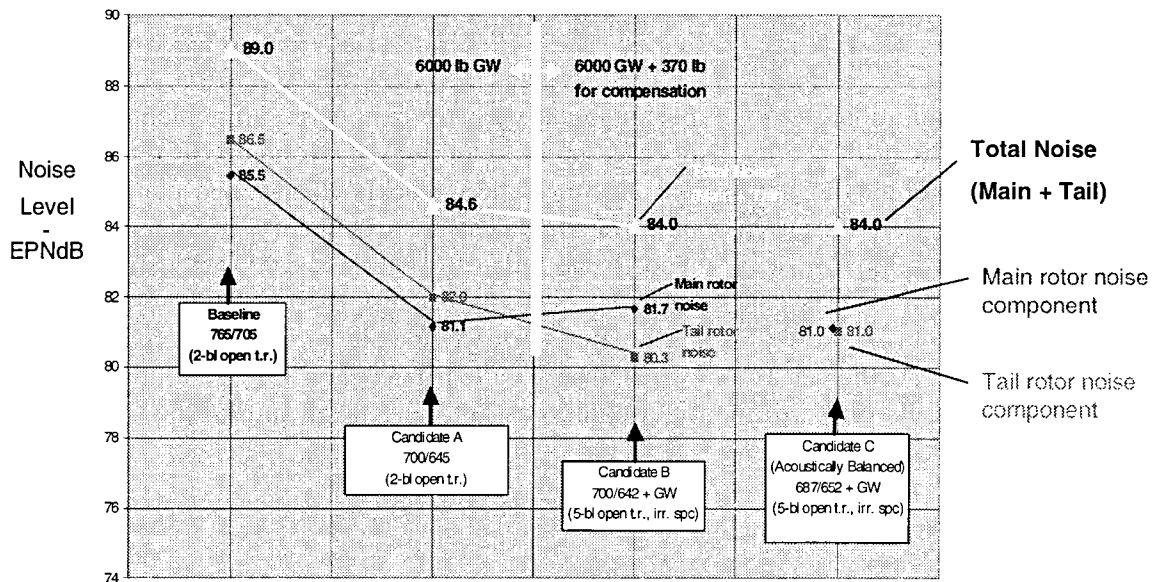 Noise
Level
-
EPNdB
90
88
86
84
82
80
78
76
74
89.0
86.5
85.5
6000 lb GW
6000 GW + 370 lb
for compensation
84.6
84.0
84.0
82.0
81.1
Main rotor
noise
81.7
Tail rotor
noise
80.3
81.0
81.0
Total Noise
(Main + Tail)
Main rotor noise
component
Tail rotor noise
component
Baseline
765/705
(2-bl open t.r.)
Candidate A
700/645
(2-bl open t.r.)
Candidate B
700/642 + GW
(5-bl open t.r., irr. spc)
Candidate C
(Acoustically Balanced)
687/652 + GW
(5-bl open t.r., irr. spc)